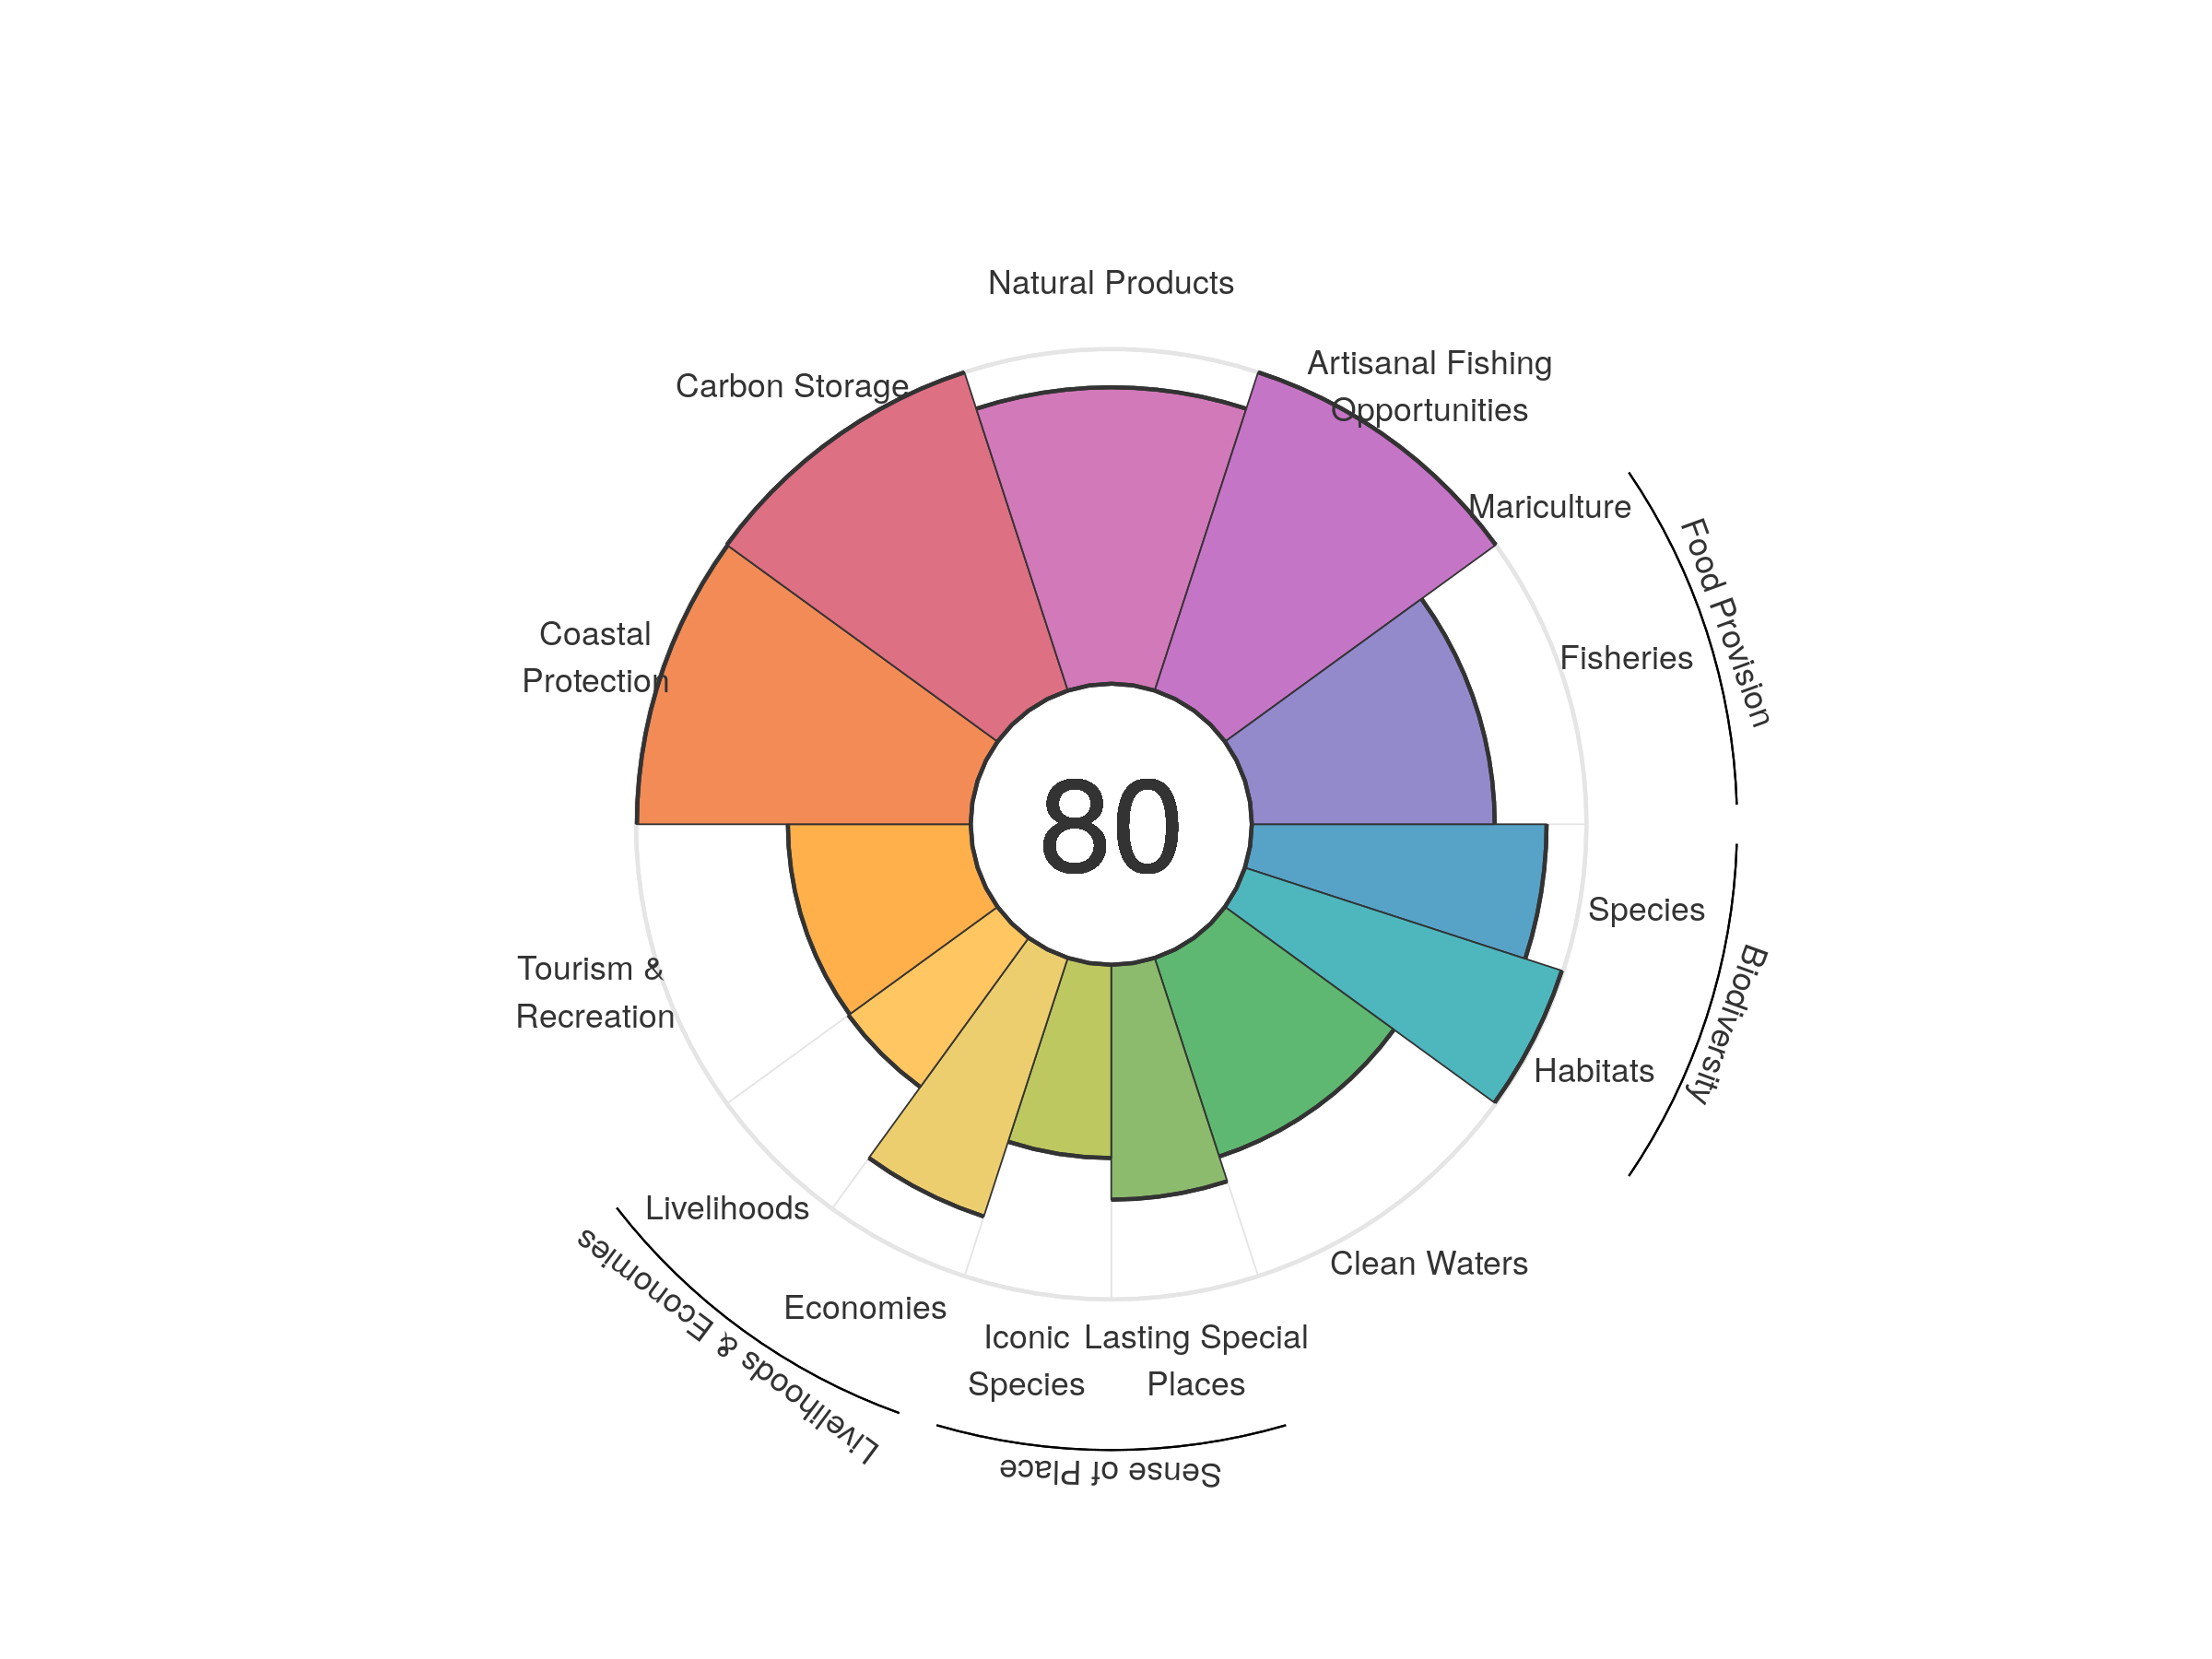 Natural Products
Artisanal Fishing
Opportunities
Carbon Storage
Mariculture
Food Provision
Fisheries
Coastal
Protection
80
Species
Biodiversity
Habitats
Tourism &
Recreation
Livelihoods
Livelihoods & Economies
Economies
Clean Waters
Iconic
Species
Lasting Special
Places
Sense of Place